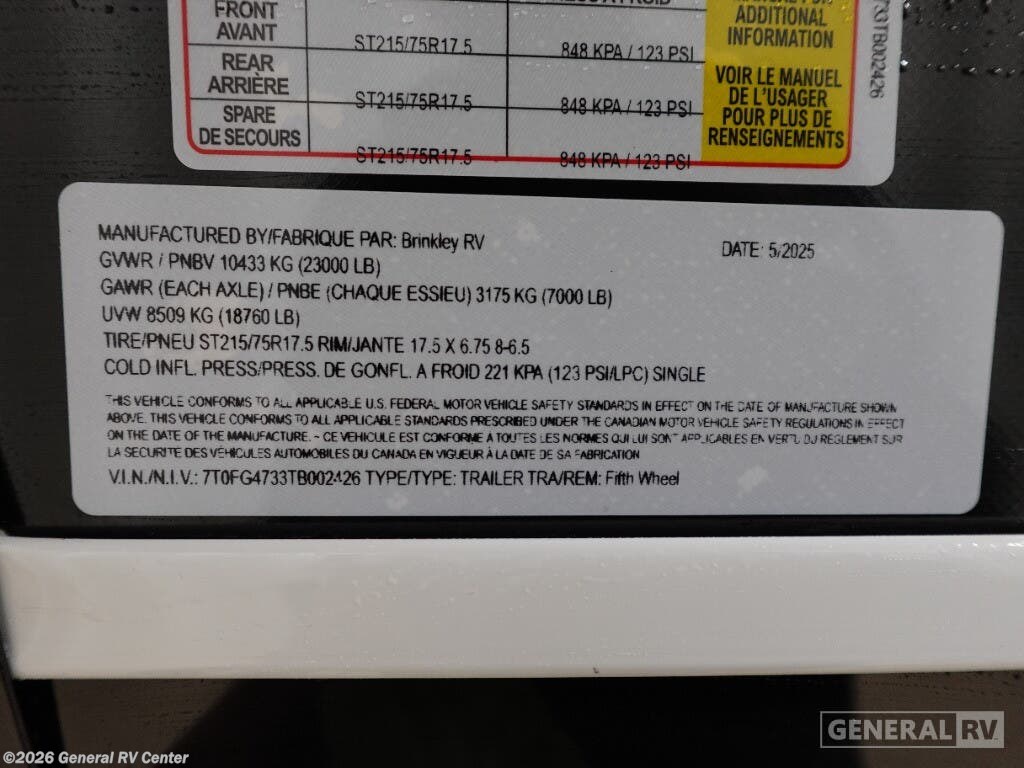 FRONT
AVANT
ST215/75R17.5
848 KPA / 123 PSI
REAR
ARRIÈRE
ST215/75R17.5
848 KPA / 123 PSI
SPARE
DE SECOURS
ST215/75R17.5
848 KPA / 123 PSI
ADDITIONAL
INFORMATION
VOIR LE MANUEL
DE L'USAGER
POUR PLUS DE
RENSEIGNEMENTS
733TB002426
MANUFACTURED BY/FABRIQUE PAR: Brinkley RV
DATE: 5/2025
GVWR / PNBV 10433 KG (23000 LB)
GAWR (EACH AXLE) / PNBE (CHAQUE ESSIEU) 3175 KG (7000 LB)
UVW 8509 KG (18760 LB)
TIRE/PNEU ST215/75R17.5 RIM/JANTE 17.5 X 6.75 8-6.5
COLD INFL. PRESS/PRESS. DE GONFL. A FROID 221 KPA (123 PSI/LPC) SINGLE
THIS VEHICLE CONFORMS TO ALL APPLICABLE U.S. FEDERAL MOTOR VEHICLE SAFETY STANDARDS IN EFFECT ON THE DATE OF MANUFACTURE SHOWN
ABOVE. THIS VEHICLE CONFORMS TO ALL APPLICABLE STANDARDS PRESCRIBED UNDER THE CANADIAN MOTOR VEHICLE SAFETY REGULATIONS IN EFFECT
ON THE DATE OF THE MANUFACTURE. - CE VEHICULE EST CONFORME A TOUTES LES NORMES QUI LUI SONT APPLICABLES EN VERTU DU REGLEMENT SUR
LA SECURITE DES VEHICULES AUTOMOBILES DU CANADA EN VIGUEUR À LA DATE DE SA FABRICATION
V.I.N./N.I.V.: 7T0FG4733TB002426 TYPE/TYPE: TRAILER TRA/REM: Fifth Wheel
GENERAL RV
©2026 General RV Center